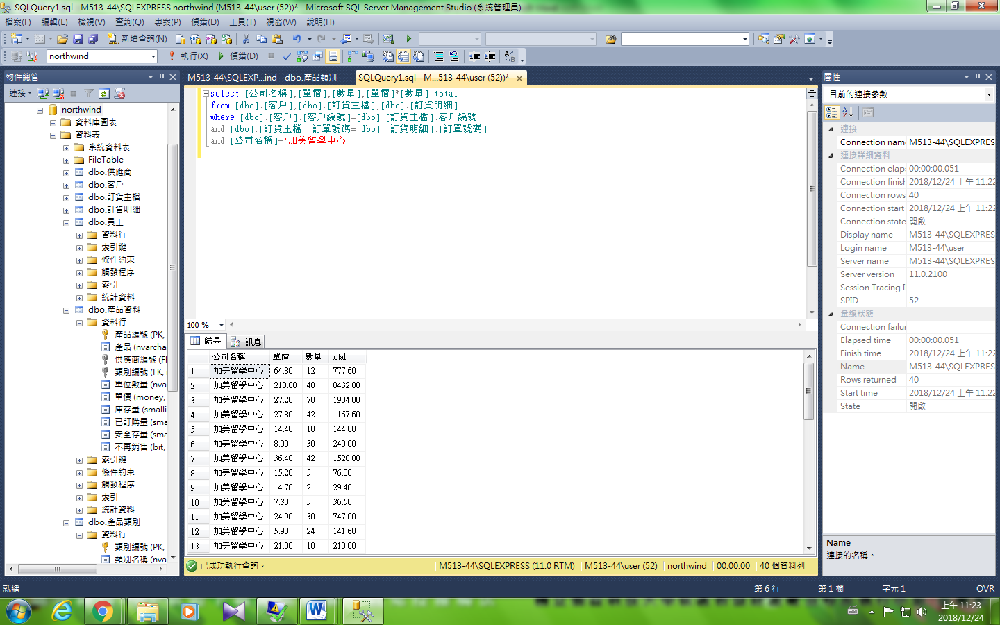 SQLQuery1.sql - M513-44\SQLEXPRESS.northwind (M513-44\user (52))* - Microsoft SQL Server Management Studio (系統管理員)
檔案(F) 編輯(E) 檢視(V) 查詢(Q) 專案(P) 偵錯(D) 工具(T) 視窗(W) 說明(H)
新增查詢(N)
northwind 執行(X) 偵錯(D)
物件總管
連接
northwind
資料庫圖表
資料表
系統資料表
FileTable
dbo.供應商
dbo.客戶
dbo.訂貨主檔
dbo.訂貨明細
dbo.員工
資料行
索引鍵
條件約束
觸發程序
索引
統計資料
dbo.產品資料
資料行
產品編號 (PK,
產品 (nvarcha
供應商編號 (FI
類別編號 (FK,
單位數量 (nva
單價 (money,
庫存量 (smalli
已訂購量 (sma
安全存量 (sma
不再銷售 (bit,
索引鍵
條件約束
觸發程序
索引
統計資料
dbo.產品類別
資料行
類別編號 (PK,
類別名稱 (nva
M513-44\SQLEXP...ind - dbo.產品類別 SQLQuery1.sql - M...513-44\user (52))*
select [公司名稱],[單價],[數量],[單價]*[數量] total
from [dbo].[客戶],[dbo].[訂貨主檔],[dbo].[訂貨明細]
where [dbo].[客戶].[客戶編號]=[dbo].[訂貨主檔].客戶編號
and [dbo].[訂貨主檔].訂單號碼=[dbo].[訂貨明細].[訂單號碼]
and [公司名稱]='加美留學中心'
100 %
結果 訊息
公司名稱 單價 數量 total
1 加美留學中心 64.80 12 777.60
2 加美留學中心 210.80 40 8432.00
3 加美留學中心 27.20 70 1904.00
4 加美留學中心 27.80 42 1167.60
5 加美留學中心 14.40 10 144.00
6 加美留學中心 8.00 30 240.00
7 加美留學中心 36.40 42 1528.80
8 加美留學中心 15.20 5 76.00
9 加美留學中心 14.70 2 29.40
10 加美留學中心 7.30 5 36.50
11 加美留學中心 24.90 30 747.00
12 加美留學中心 5.90 24 141.60
13 加美留學中心 21.00 10 210.00
已成功執行查詢。 M513-44\SQLEXPRESS (11.0 RTM) M513-44\user (52) northwind 00:00:00 40 個資料列
屬性
目前的連接參數
連接
Connection name M513-44\SQLEXPRESS
連接詳細資料
Connection elap 00:00:00.051
Connection finish 2018/12/24 上午 11:22
Connection rows 40
Connection start 2018/12/24 上午 11:22
Connection state 開啟
Display name M513-44\SQLEXPRESS
Login name M513-44\user
Server name M513-44\SQLEXPRESS
Server version 11.0.2100
Session Tracing I
SPID 52
彙總狀態
Connection failur
Elapsed time 00:00:00.051
Finish time 2018/12/24 上午 11:22
Name M513-44\SQLEXPRESS
Rows returned 40
Start time 2018/12/24 上午 11:22
State 開啟
Name
連接的名稱。
就緒 第 6 行 第 1 欄 字元 1 OVR
上午 11:23
2018/12/24